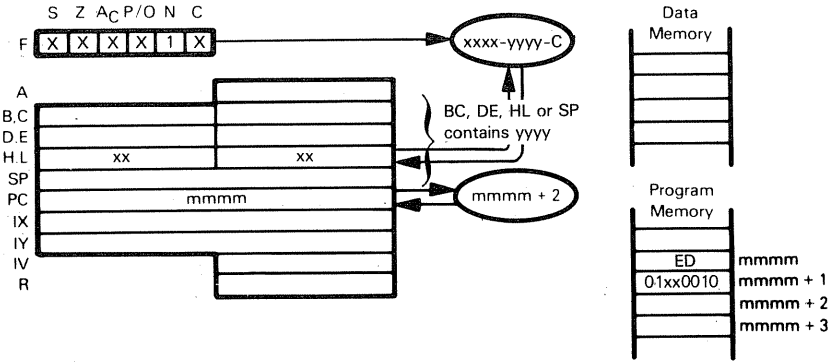 S Z AC P/O N C
F X X X X 1 X
xxxx-yyyy-C
A
B,C
D.E
H.L xx xx
SP
PC mmmm
IX
IY
IV
R
BC, DE, HL or SP
contains yyyy
mmmm + 2
Data
Memory
Program
Memory
ED mmmm
01xx0010 mmmm + 1
mmmm + 2
mmmm + 3